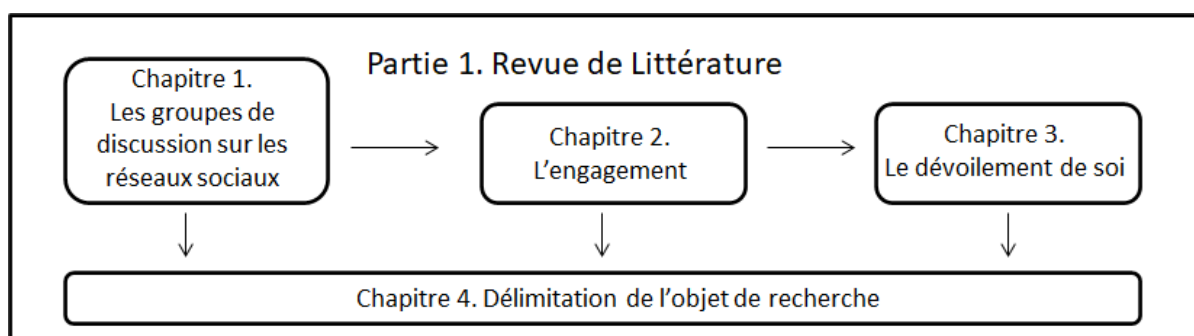 Partie 1. Revue de Littérature
Chapitre 1.
Les groupes de
discussion sur les
réseaux sociaux
Chapitre 2.
L’engagement
Chapitre 3.
Le dévoilement de soi
Chapitre 4. Délimitation de l’objet de recherche